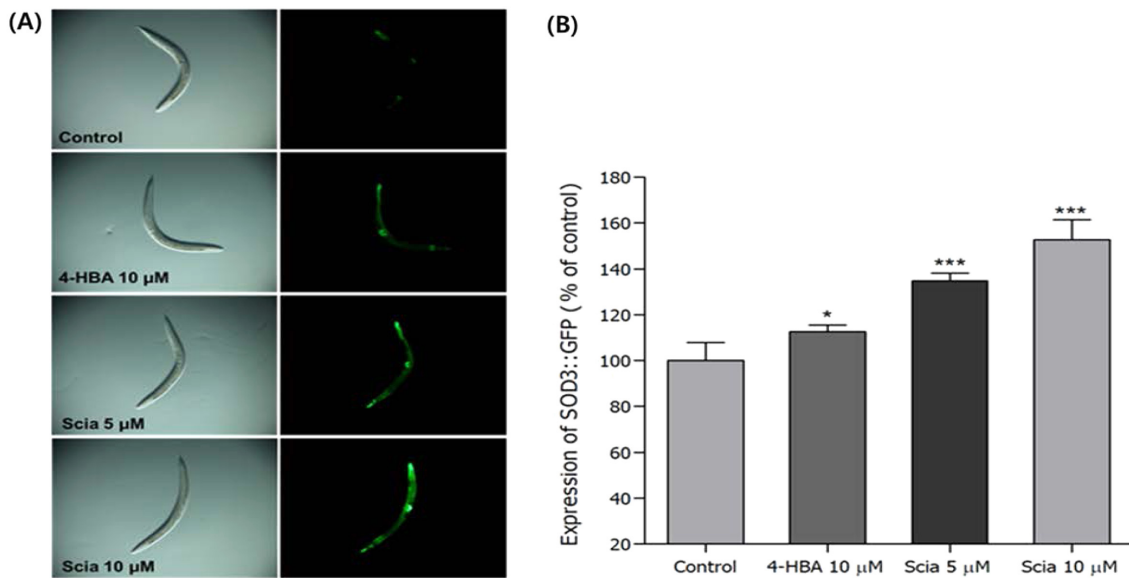 (A)
Control
4-HBA 10 µM
Scia 5 µM
Scia 10 µM
(B)
Expression of SOD3::GFP ( % of control)
180
160
140
120
100
80
60
40
20
*
***
***
Control
4-HBA 10 µM
Scia 5 µM
Scia 10 µM